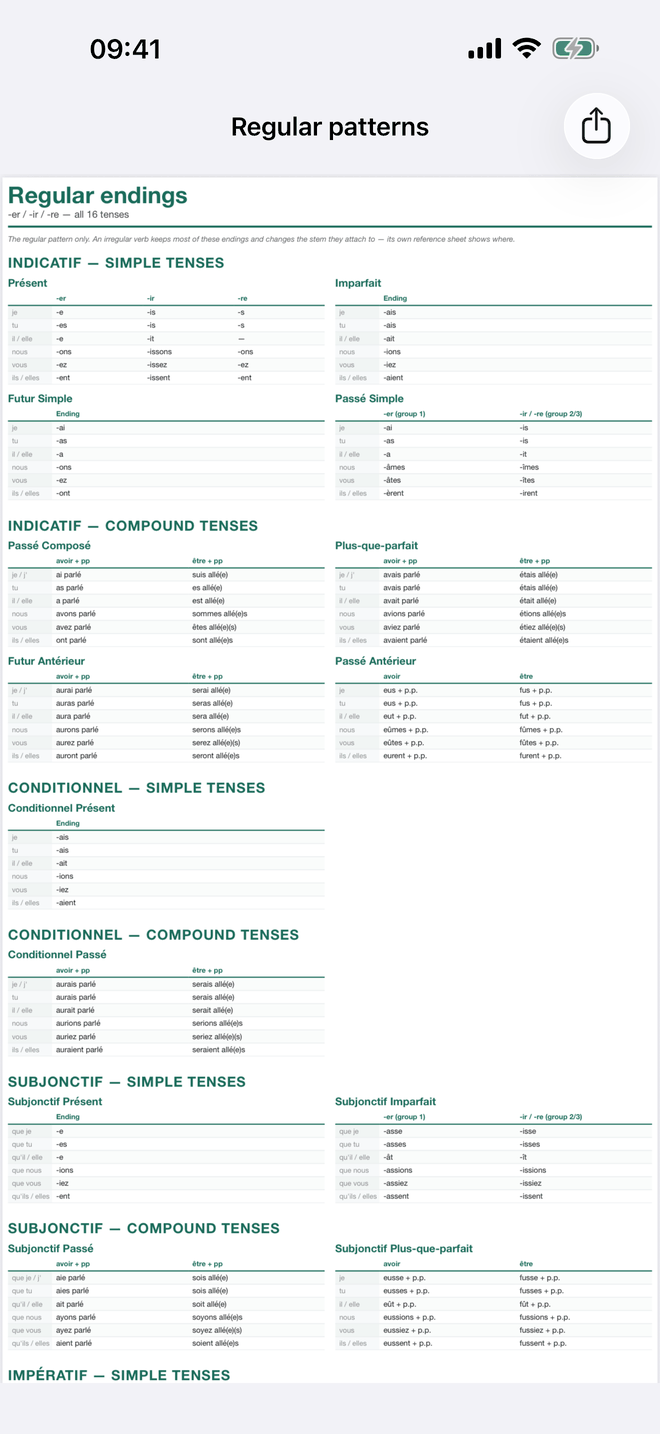 09:41
Regular patterns
Regular endings
-er / -ir / -re — all 16 tenses
The regular pattern only. An irregular verb keeps most of these endings and changes the stem they attach to — its own reference sheet shows where.
INDICATIF — SIMPLE TENSES
Présent
-er -ir -re
je -e -is -s
tu -es -is -s
il / elle -e -it —
nous -ons -issons -ons
vous -ez -issez -ez
ils / elles -ent -issent -ent
Imparfait
Ending
je -ais
tu -ais
il / elle -ait
nous -ions
vous -iez
ils / elles -aient
Futur Simple
Ending
je -ai
tu -as
il / elle -a
nous -ons
vous -ez
ils / elles -ont
Passé Simple
-er (group 1) -ir / -re (group 2/3)
je -ai -is
tu -as -is
il / elle -a -it
nous -âmes -îmes
vous -âtes -îtes
ils / elles -èrent -irent
INDICATIF — COMPOUND TENSES
Passé Composé
avoir + pp être + pp
je / j' ai parlé suis allé(e)
tu as parlé es allé(e)
il / elle a parlé est allé(e)
nous avons parlé sommes allé(e)s
vous avez parlé êtes allé(e)(s)
ils / elles ont parlé sont allé(e)s
Plus-que-parfait
avoir + pp être + pp
je / j' avais parlé étais allé(e)
tu avais parlé étais allé(e)
il / elle avait parlé était allé(e)
nous avions parlé étions allé(e)s
vous aviez parlé étiez allé(e)(s)
ils / elles avaient parlé étaient allé(e)s
Futur Antérieur
avoir + pp être + pp
je / j' aurai parlé serai allé(e)
tu auras parlé seras allé(e)
il / elle aura parlé sera allé(e)
nous aurons parlé serons allé(e)s
vous aurez parlé serez allé(e)(s)
ils / elles auront parlé seront allé(e)s
Passé Antérieur
avoir être
je eus + p.p. fus + p.p.
tu eus + p.p. fus + p.p.
il / elle eut + p.p. fut + p.p.
nous eûmes + p.p. fûmes + p.p.
vous eûtes + p.p. fûtes + p.p.
ils / elles eurent + p.p. furent + p.p.
CONDITIONNEL — SIMPLE TENSES
Conditionnel Présent
Ending
je -ais
tu -ais
il / elle -ait
nous -ions
vous -iez
ils / elles -aient
CONDITIONNEL — COMPOUND TENSES
Conditionnel Passé
avoir + pp être + pp
je / j' aurais parlé serais allé(e)
tu aurais parlé serais allé(e)
il / elle aurait parlé serait allé(e)
nous aurions parlé serions allé(e)s
vous auriez parlé seriez allé(e)(s)
ils / elles auraient parlé seraient allé(e)s
SUBJONCTIF — SIMPLE TENSES
Subjonctif Présent
Ending
que je -e
que tu -es
qu'il / elle -e
que nous -ions
que vous -iez
qu'ils / elles -ent
Subjonctif Imparfait
-er (group 1) -ir / -re (group 2/3)
que je -asse -isse
que tu -asses -isses
qu'il / elle -ât -ît
que nous -assions -issions
que vous -assiez -issiez
qu'ils / elles -assent -issent
SUBJONCTIF — COMPOUND TENSES
Subjonctif Passé
avoir + pp être + pp
que je / j' aie parlé sois allé(e)
que tu aies parlé sois allé(e)
qu'il / elle ait parlé soit allé(e)
que nous ayons parlé soyons allé(e)s
que vous ayez parlé soyez allé(e)(s)
qu'ils / elles aient parlé soient allé(e)s
Subjonctif Plus-que-parfait
avoir être
je eusse + p.p. fusse + p.p.
tu eusses + p.p. fusses + p.p.
il / elle eût + p.p. fût + p.p.
nous eussions + p.p. fussions + p.p.
vous eussiez + p.p. fussiez + p.p.
ils / elles eussent + p.p. fussent + p.p.
IMPÉRATIF — SIMPLE TENSES